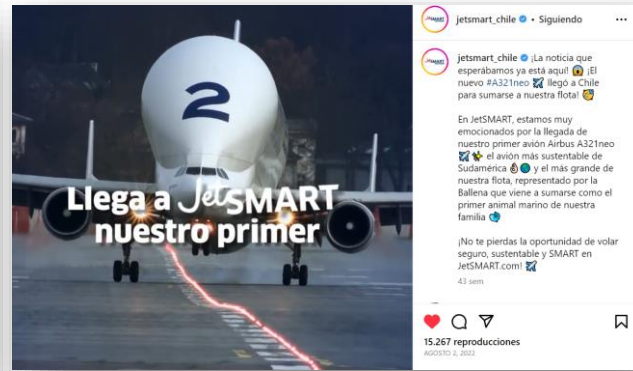 2
Llega a JetSMART
nuestro primer
jetsmart_chile • Siguiendo
jetsmart_chile ¡La noticia que
esperábamos ya está aquí! 😱 ¡El
nuevo #A321neo ✈️ llegó a Chile
para sumarse a nuestra flota! 🥳
En JetSMART, estamos muy
emocionados por la llegada de
nuestro primer avión Airbus A321neo
✈️✨ el avión más sustentable de
Sudamérica 👌🌎 y el más grande de
nuestra flota, representado por la
Ballena que viene a sumarse como el
primer animal marino de nuestra
familia 🐳
¡No te pierdas la oportunidad de volar
seguro, sustentable y SMART en
JetSMART.com! ✈️
43 sem
15.267 reproducciones
AGOSTO 2, 2022